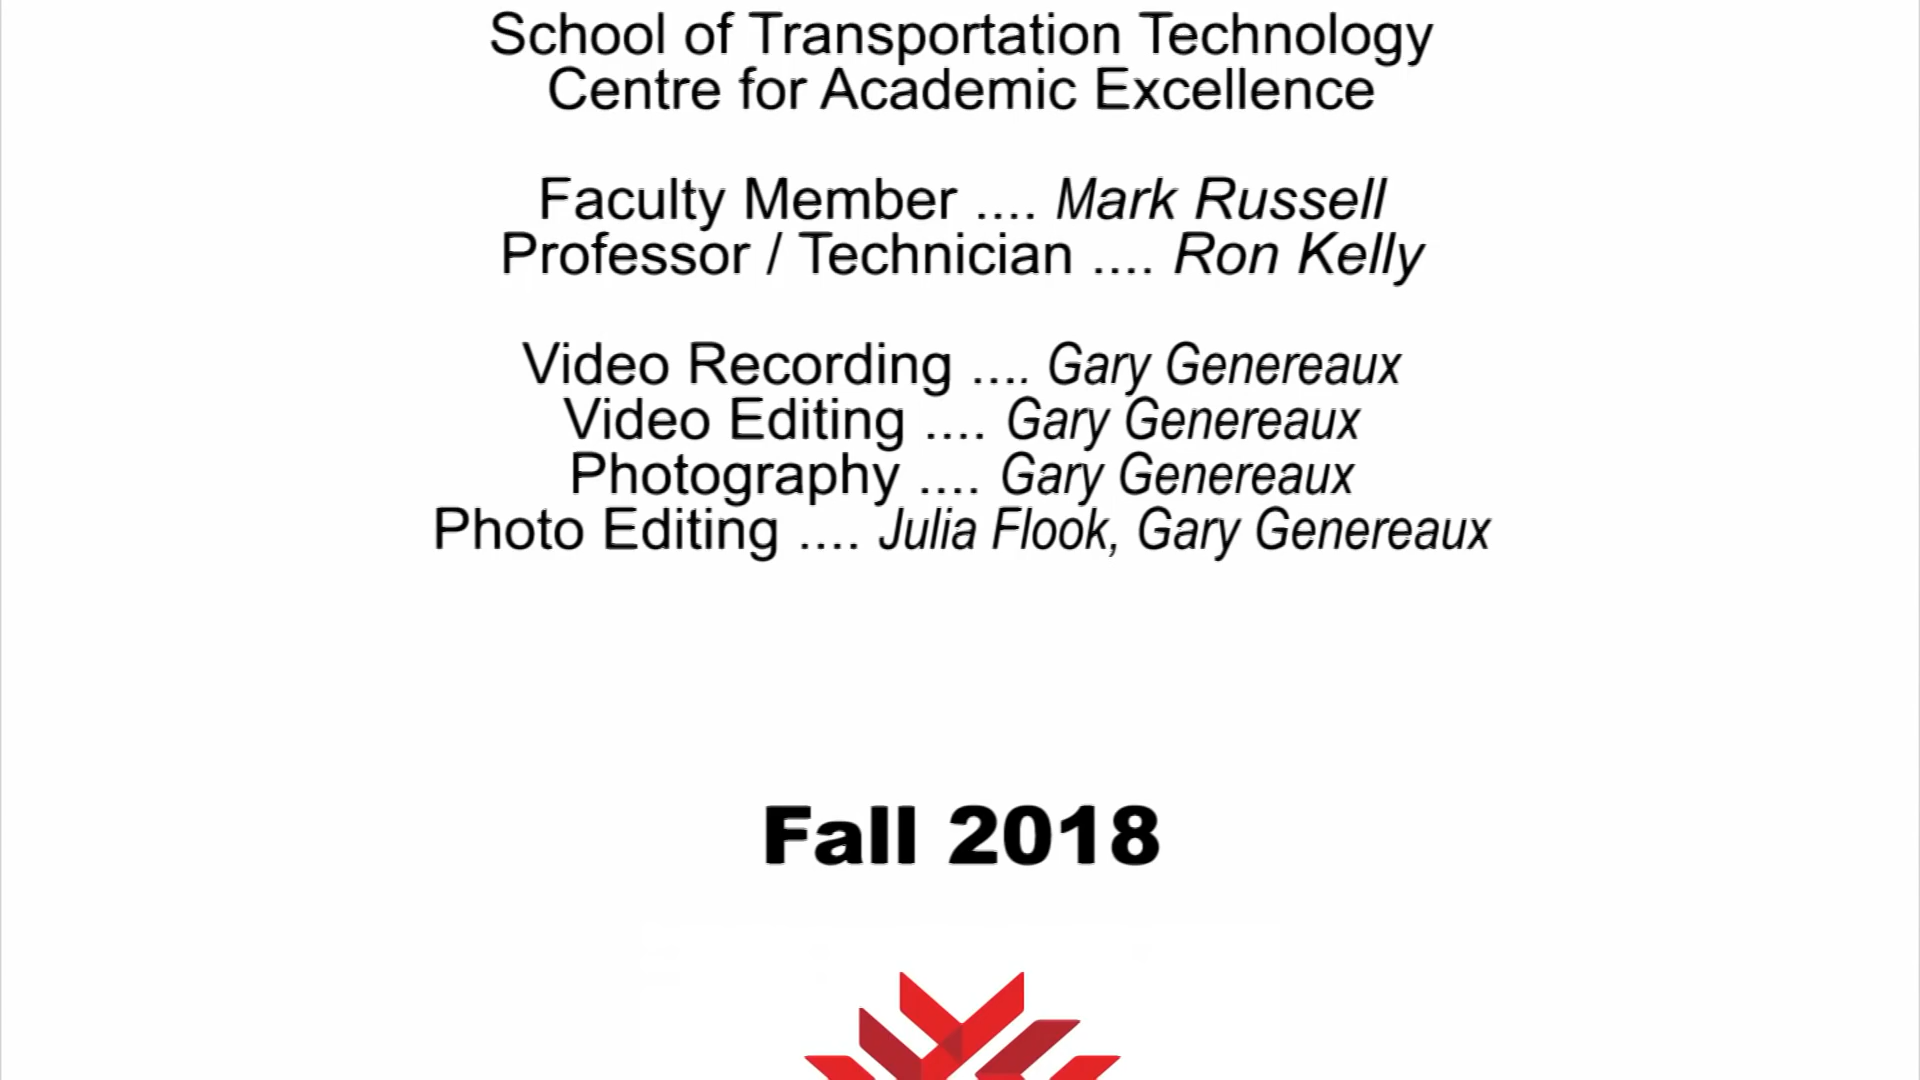 School of Transportation Technology
Centre for Academic Excellence
Faculty Member .... Mark Russell
Professor / Technician .... Ron Kelly
Video Recording .... Gary Genereaux
Video Editing .... Gary Genereaux
Photography .... Gary Genereaux
Photo Editing .... Julia Flook, Gary Genereaux
Fall 2018